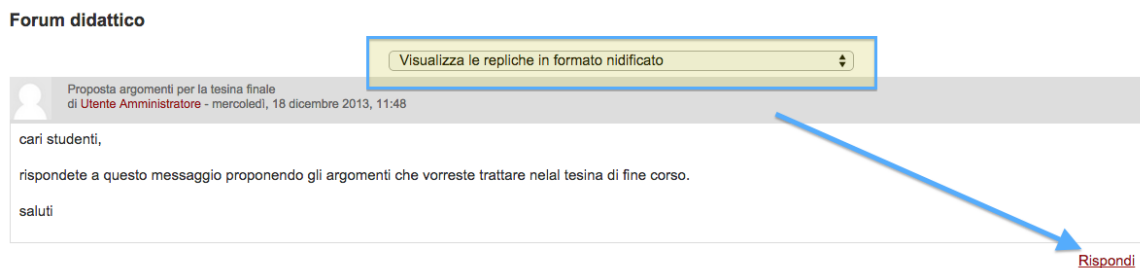 Forum didattico
Visualizza le repliche in formato nidificato
Proposta argomenti per la tesina finale
di Utente Amministratore - mercoledì, 18 dicembre 2013, 11:48
cari studenti,
rispondete a questo messaggio proponendo gli argomenti che vorreste trattare nelal tesina di fine corso.
saluti
Rispondi